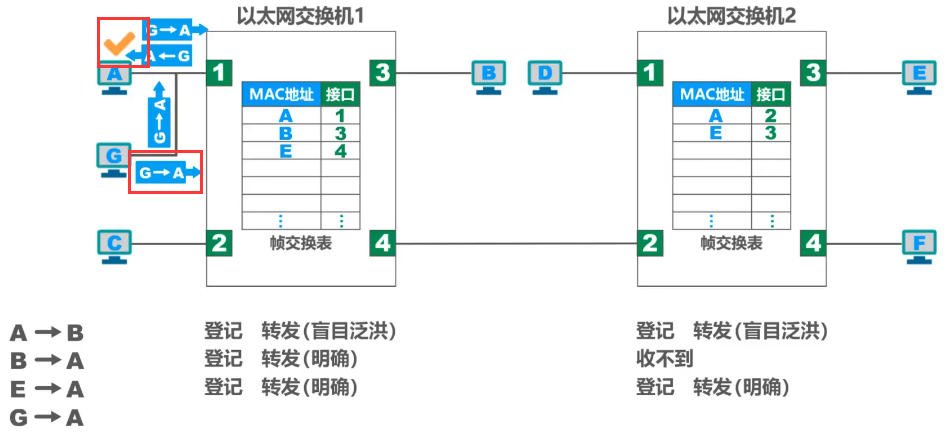 以太网交换机1
以太网交换机2
G→A
A←G
A
1
3
B
D
1
3
E
MAC地址 接口
A 1
B 3
E 4
⋮ ⋮
帧交换表
MAC地址 接口
A 2
E 3
⋮ ⋮
帧交换表
G→A
G
G→A
C
2
4
2
4
F
A→B 登记 转发(盲目泛洪) 登记 转发(盲目泛洪)
B→A 登记 转发(明确) 收不到
E→A 登记 转发(明确) 登记 转发(明确)
G→A